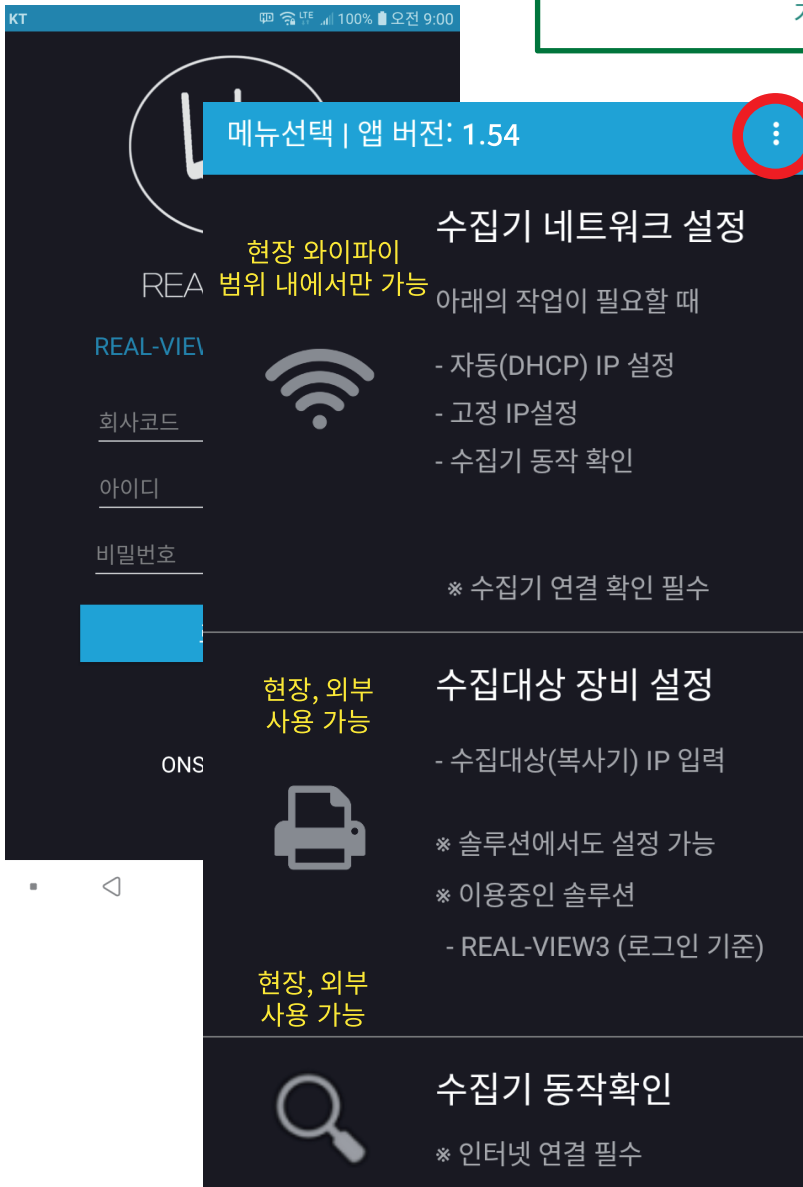 KT
LTE 100% 오전 9:00
REA
REAL-VIEW
회사코드
아이디
비밀번호
ONS
메뉴선택 | 앱 버전: 1.54
현장 와이파이
범위 내에서만 가능
수집기 네트워크 설정
아래의 작업이 필요할 때
- 자동(DHCP) IP 설정
- 고정 IP설정
- 수집기 동작 확인
※ 수집기 연결 확인 필수
현장, 외부
사용 가능
수집대상 장비 설정
- 수집대상(복사기) IP 입력
※ 솔루션에서도 설정 가능
※ 이용중인 솔루션
- REAL-VIEW3 (로그인 기준)
현장, 외부
사용 가능
수집기 동작확인
※ 인터넷 연결 필수